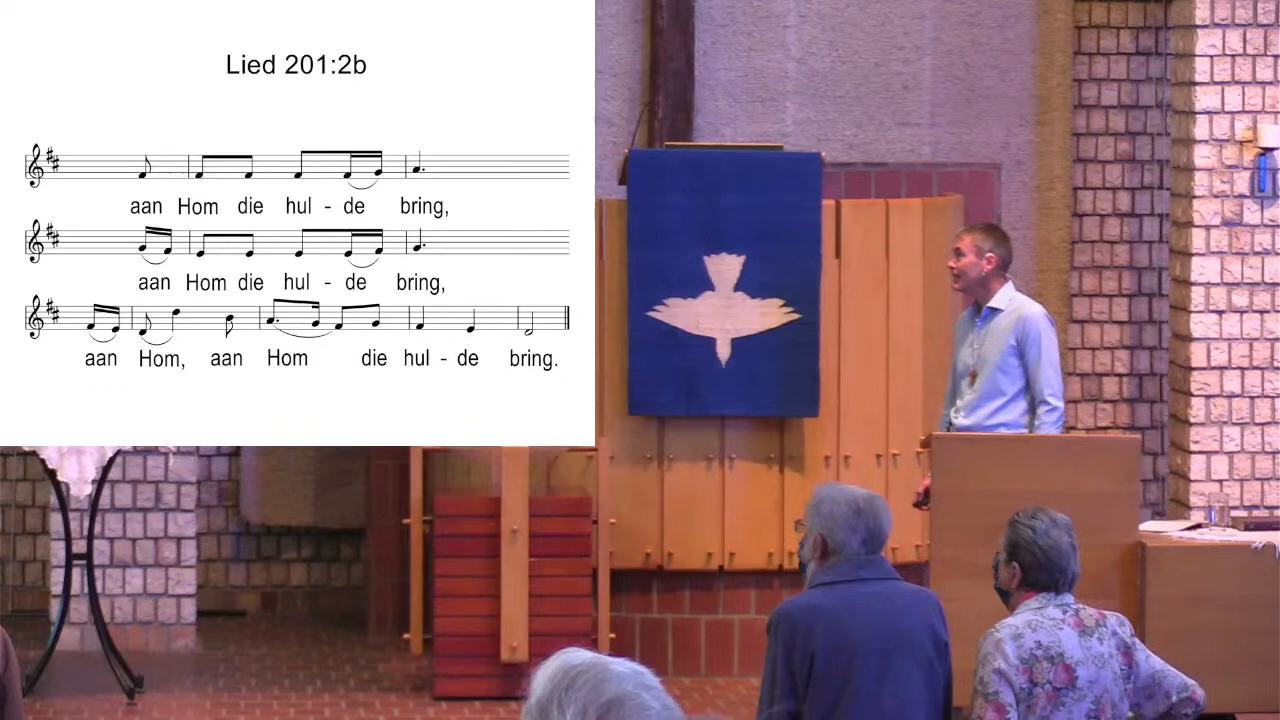 Lied 201:2b
aan Hom die hul - de bring,
aan Hom die hul - de bring,
aan Hom, aan Hom die hul - de bring.